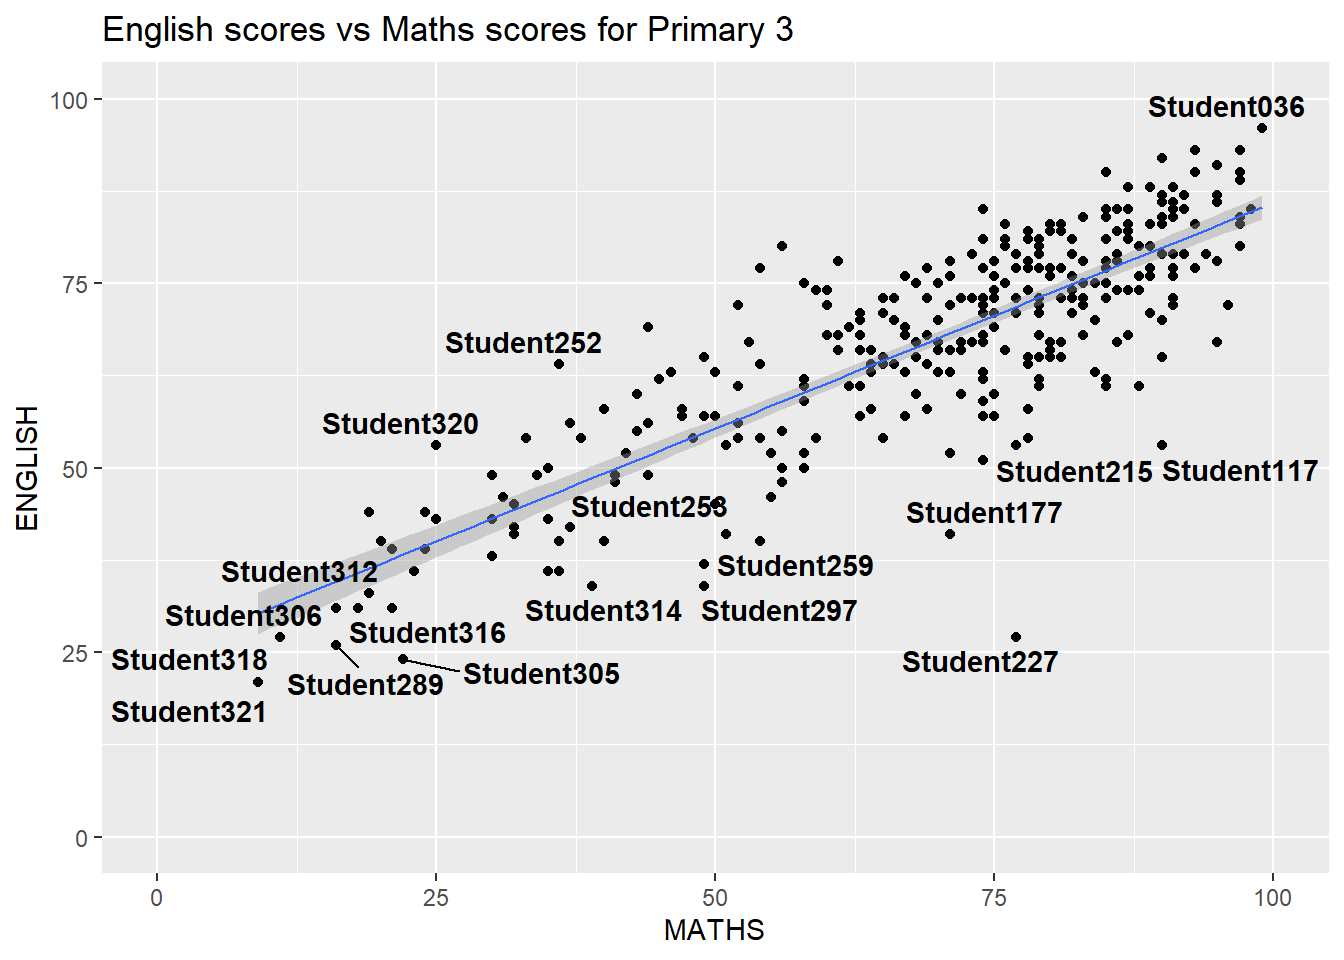 English scores vs Maths scores for Primary 3
100
75
50
25
0
ENGLISH
Student036
Student252
Student320
Student215
Student117
Student253
Student177
Student312
Student259
Student306
Student314
Student297
Student316
Student318
Student227
Student289
Student305
Student321
0
25
50
75
100
MATHS